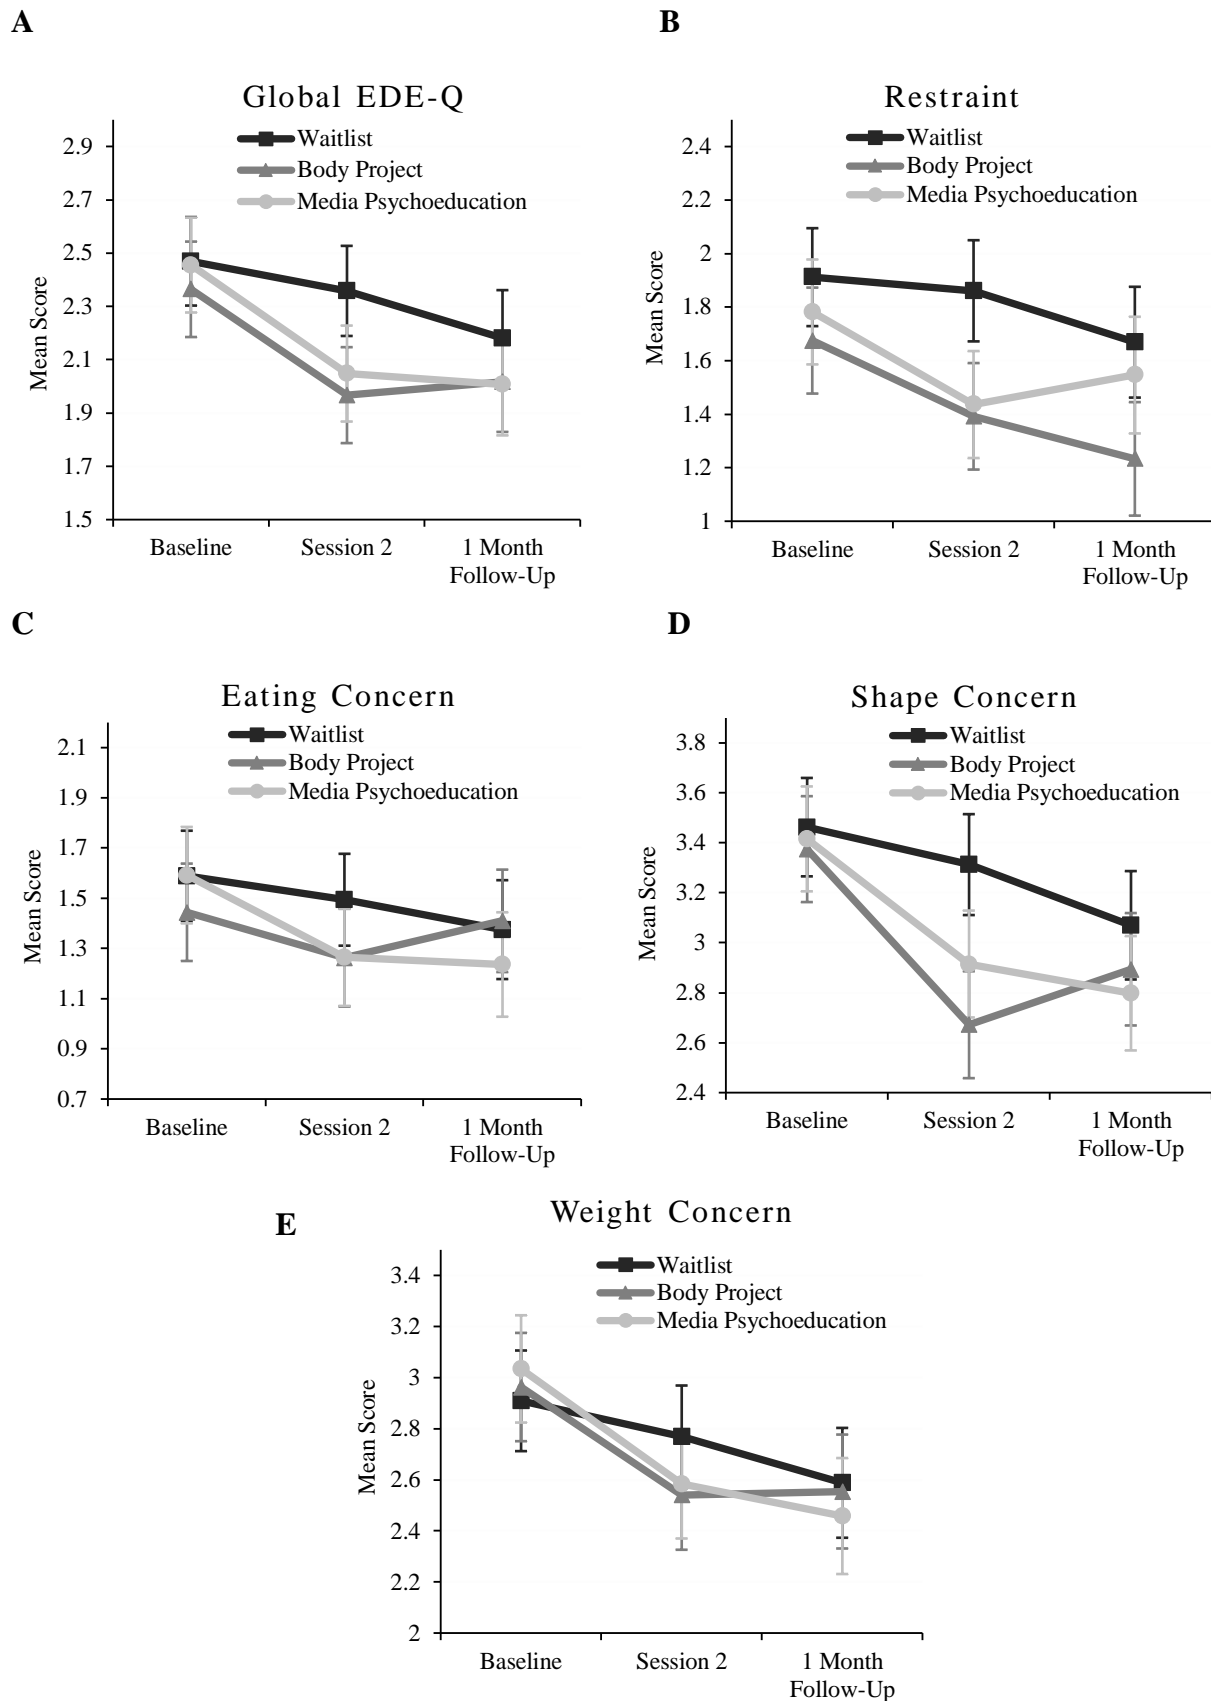 A
Global EDE-Q
Waitlist
Body Project
Media Psychoeducation
Mean Score
2.9
2.7
2.5
2.3
2.1
1.9
1.7
1.5
Baseline
Session 2
1 Month
Follow-Up
B
Restraint
Waitlist
Body Project
Media Psychoeducation
Mean Score
2.4
2.2
2
1.8
1.6
1.4
1.2
1
Baseline
Session 2
1 Month
Follow-Up
C
Eating Concern
Waitlist
Body Project
Media Psychoeducation
Mean Score
2.1
1.9
1.7
1.5
1.3
1.1
0.9
0.7
Baseline
Session 2
1 Month
Follow-Up
D
Shape Concern
Waitlist
Body Project
Media Psychoeducation
Mean Score
3.8
3.6
3.4
3.2
3
2.8
2.6
2.4
Baseline
Session 2
1 Month
Follow-Up
E
Weight Concern
Waitlist
Body Project
Media Psychoeducation
Mean Score
3.4
3.2
3
2.8
2.6
2.4
2.2
2
Baseline
Session 2
1 Month
Follow-Up